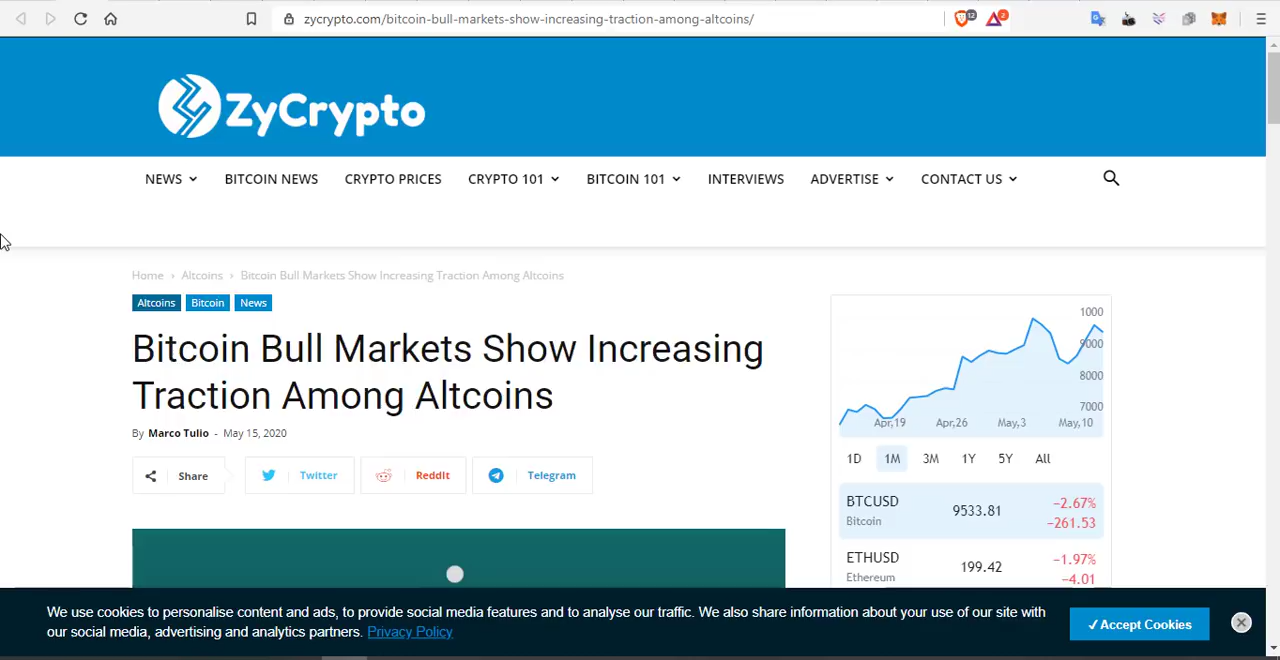 zycrypto.com/bitcoin-bull-markets-show-increasing-traction-among-altcoins/
12
2
ZyCrypto
NEWS BITCOIN NEWS CRYPTO PRICES CRYPTO 101 BITCOIN 101 INTERVIEWS ADVERTISE CONTACT US
Home › Altcoins › Bitcoin Bull Markets Show Increasing Traction Among Altcoins
Altcoins Bitcoin News
Bitcoin Bull Markets Show Increasing
Traction Among Altcoins
By Marco Tulio - May 15, 2020
Share Twitter ReddIt Telegram
1000
9000
8000
7000
Apr,19 Apr,26 May,3 May,10
1D 1M 3M 1Y 5Y All
BTCUSD 9533.81 −2.67%
Bitcoin −261.53
ETHUSD 199.42 −1.97%
Ethereum −4.01
We use cookies to personalise content and ads, to provide social media features and to analyse our traffic. We also share information about your use of our site with
our social media, advertising and analytics partners. Privacy Policy
✓Accept Cookies